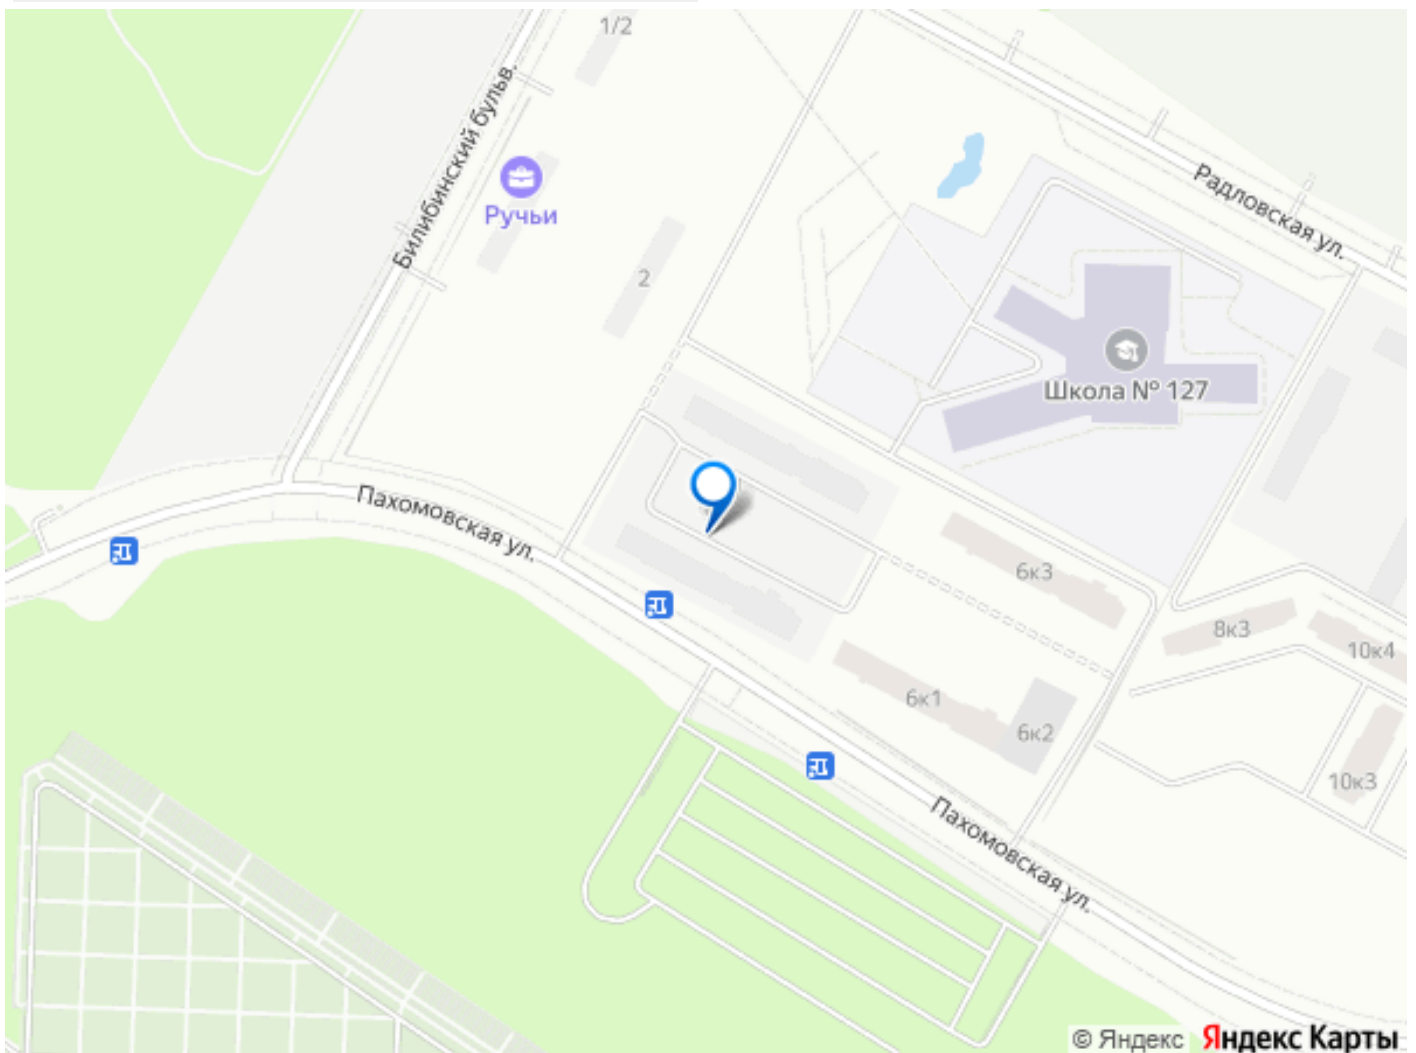 1/2
Билибинский бульв.
Радловская ул.
Ручьи
2
Школа № 127
Пахомовская ул.
6к3
8к3
10к4
6к1
6к2
10к3
Пахомовская ул.
© Яндекс Яндекс Карты